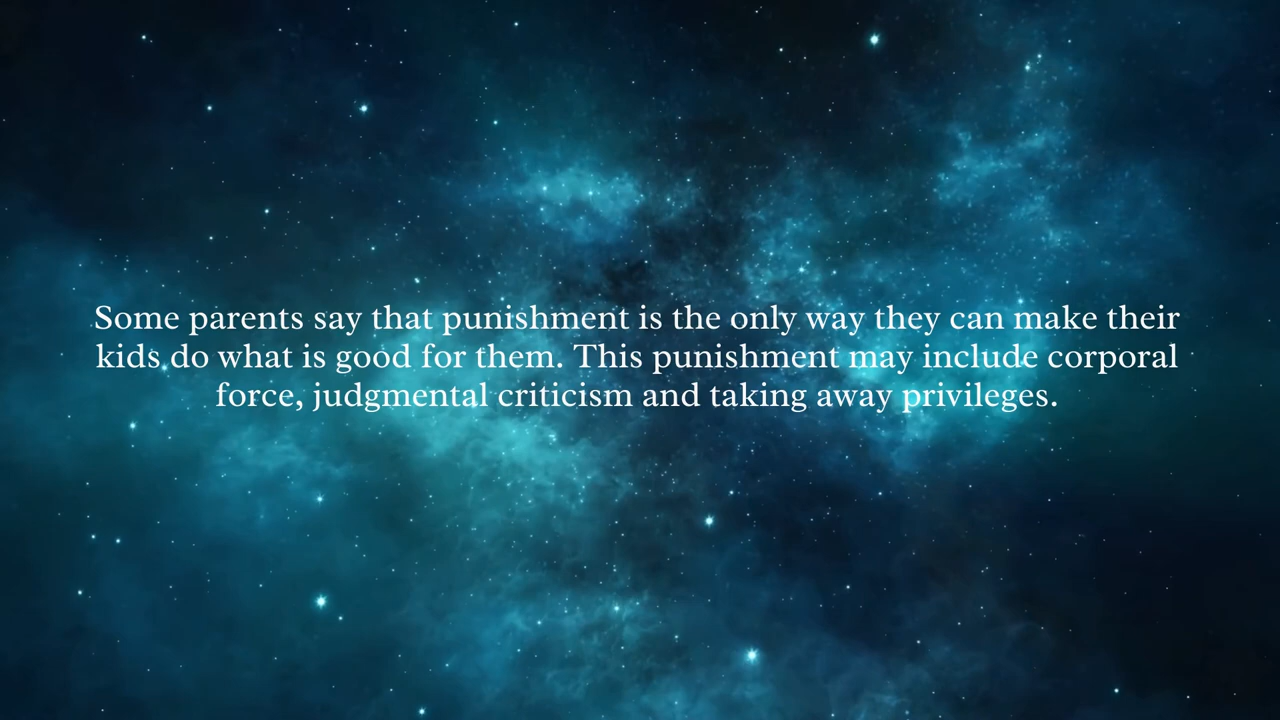 Some parents say that punishment is the only way they can make their
kids do what is good for them. This punishment may include corporal
force, judgmental criticism and taking away privileges.